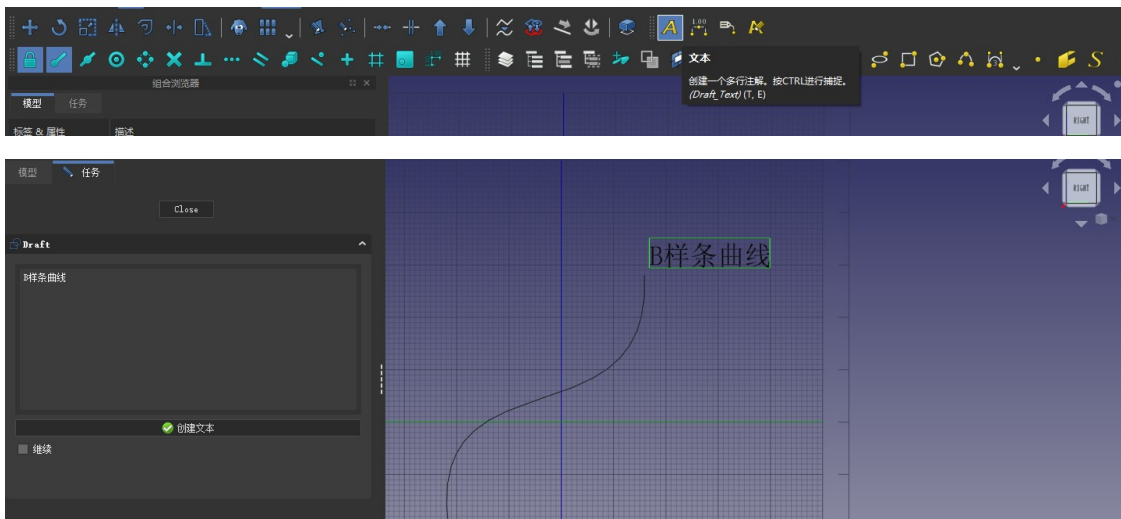 1.00
文本
创建一个多行注解。按CTRL进行捕捉。
(Draft_Text) (T, E)
组合浏览器
模型 任务
标签 & 属性 描述
RIGHT
模型 任务
Close
Draft
B样条曲线
创建文本
继续
B样条曲线
RIGHT